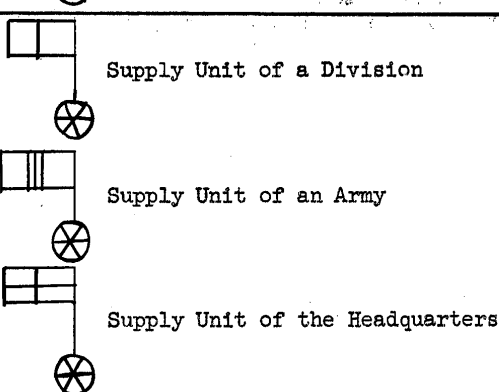 Supply Unit of a Division
Supply Unit of an Army
Supply Unit of the Headquarters